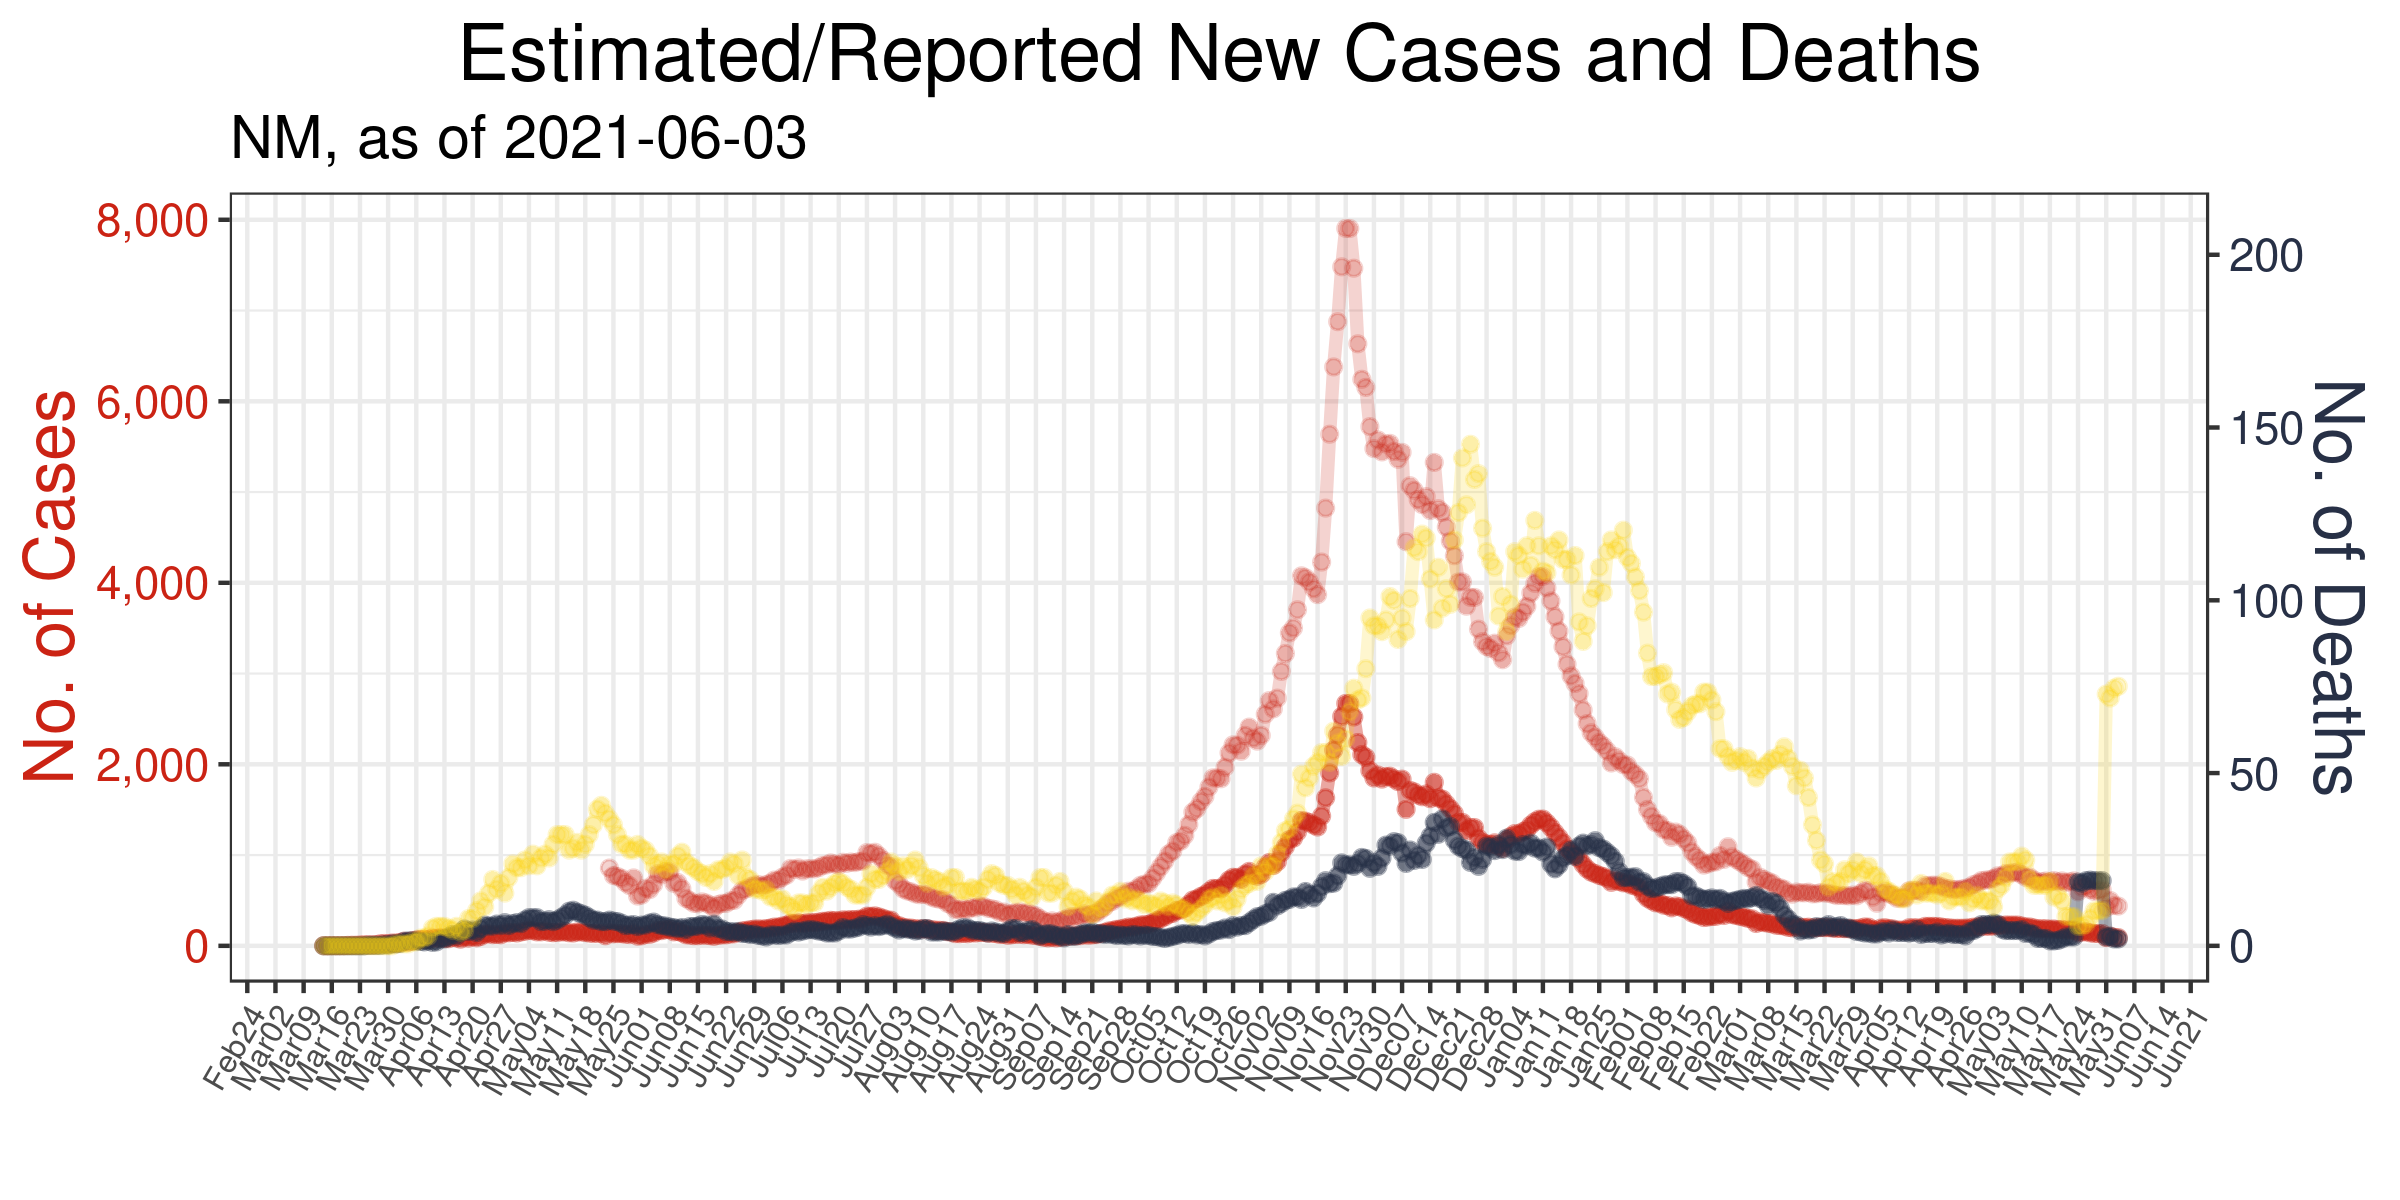 Estimated/Reported New Cases and Deaths
NM, as of 2021-06-03
No. of Cases
8,000
6,000
4,000
2,000
0
No. of Deaths
200
150
100
50
0
Feb24
Mar02
Mar09
Mar16
Mar23
Mar30
Apr06
Apr13
Apr20
Apr27
May04
May11
May18
May25
Jun01
Jun08
Jun15
Jun22
Jun29
Jul06
Jul13
Jul20
Jul27
Aug03
Aug10
Aug17
Aug24
Aug31
Sep07
Sep14
Sep21
Sep28
Oct05
Oct12
Oct19
Oct26
Nov02
Nov09
Nov16
Nov23
Nov30
Dec07
Dec14
Dec21
Dec28
Jan04
Jan11
Jan18
Jan25
Feb01
Feb08
Feb15
Feb22
Mar01
Mar08
Mar15
Mar22
Mar29
Apr05
Apr12
Apr19
Apr26
May03
May10
May17
May24
May31
Jun07
Jun14
Jun21